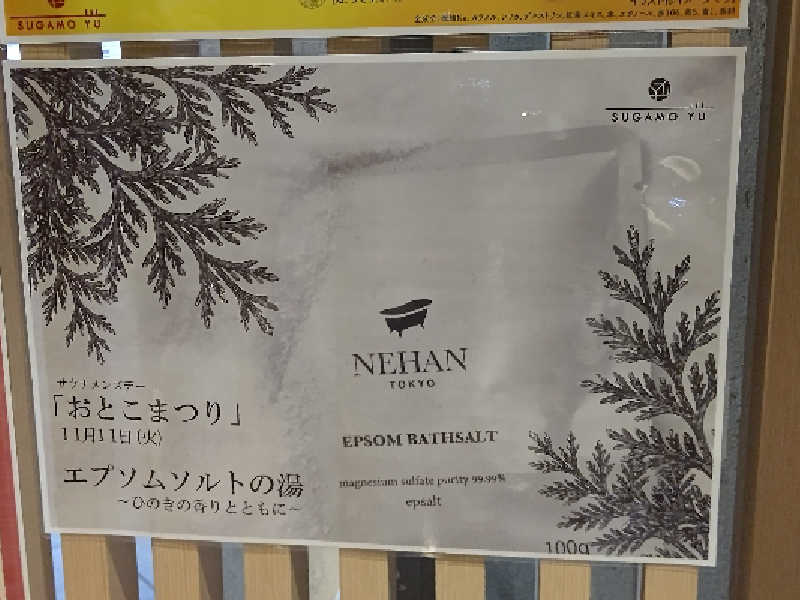 SUGAMO YU
SUGAMO YU
NEHAN
TOKYO
サウナメンズデー
「おとこまつり」
11月11日(火)
EPSOM BATHSALT
エプソムソルトの湯
～ひのきの香りとともに～
magnesium sulfate purity 99.99%
epsalt
100g